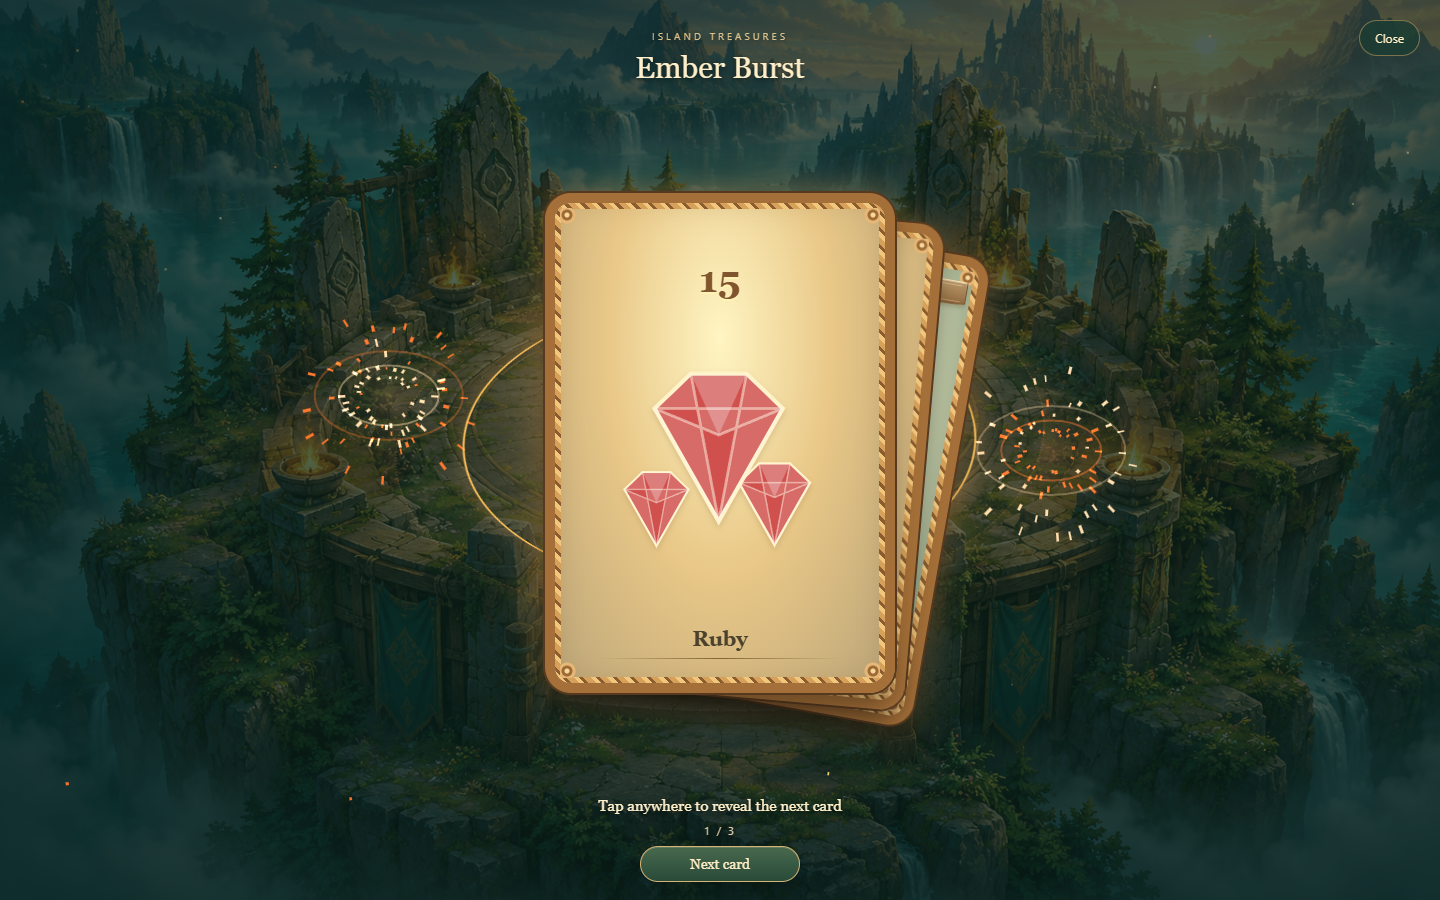 ISLAND TREASURES
Ember Burst
Close
15
Ruby
Tap anywhere to reveal the next card
1 / 3
Next card